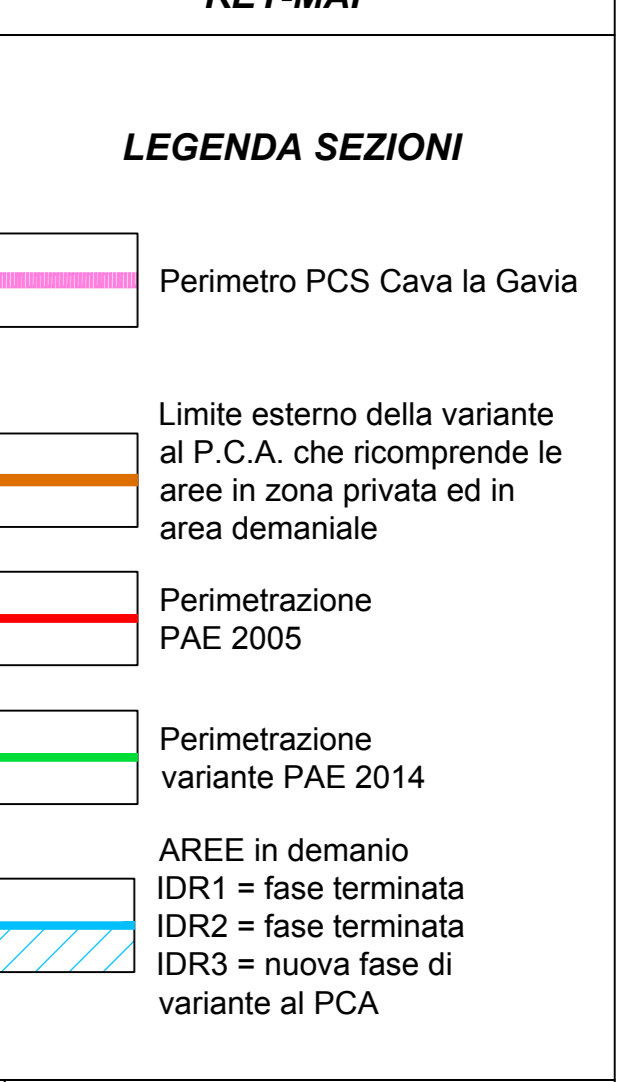 KEY-MAP
LEGENDA SEZIONI
Perimetro PCS Cava la Gavia
Limite esterno della variante
al P.C.A. che ricomprende le
aree in zona privata ed in
area demaniale
Perimetrazione
PAE 2005
Perimetrazione
variante PAE 2014
AREE in demanio
IDR1 = fase terminata
IDR2 = fase terminata
IDR3 = nuova fase di
variante al PCA